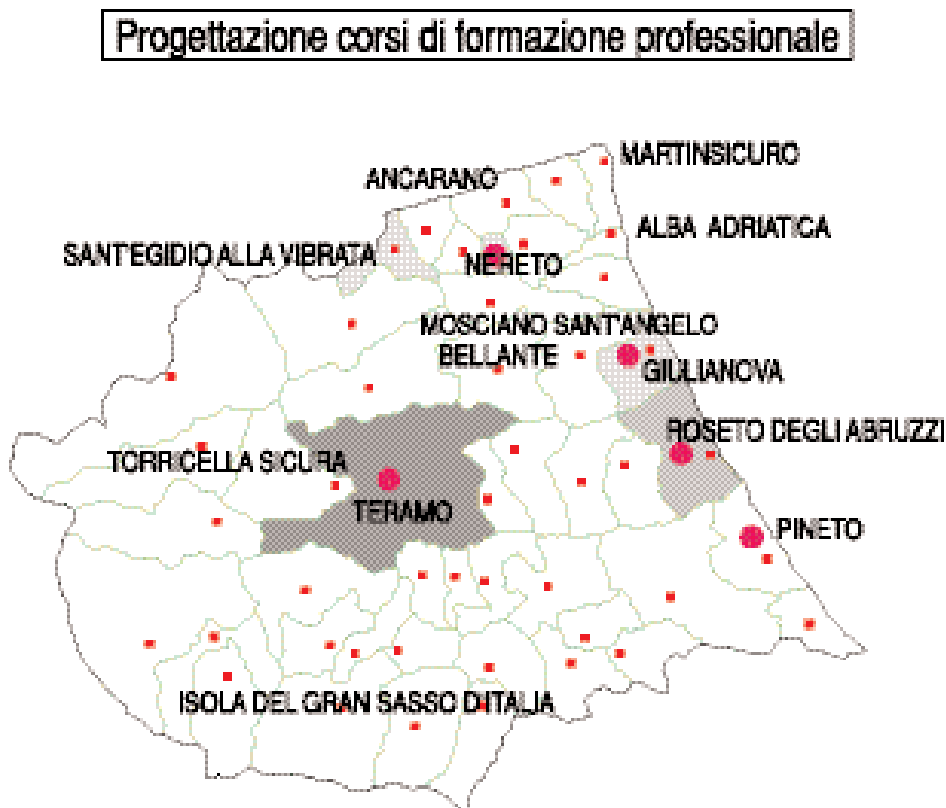 Progettazione corsi di formazione professionale
MARTINSICURO
ANCARANO
ALBA ADRIATICA
SANT'EGIDIO ALLA VIBRATA
NERETO
MOSCIANO SANT'ANGELO
BELLANTE
GIULIANOVA
ROSETO DEGLI ABRUZZI
TORRICELLA SICURA
TERAMO
PINETO
ISOLA DEL GRAN SASSO D'ITALIA